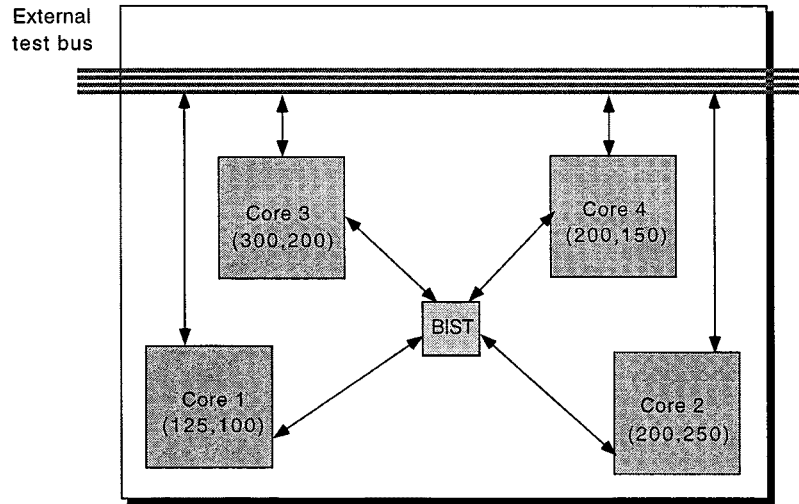 External
test bus
Core 3
(300,200)
Core 4
(200,150)
BIST
Core 1
(125,100)
Core 2
(200,250)